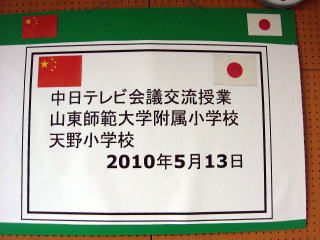 中日テレビ会議交流授業
山東師範大学附属小学校
天野小学校
2010年5月13日